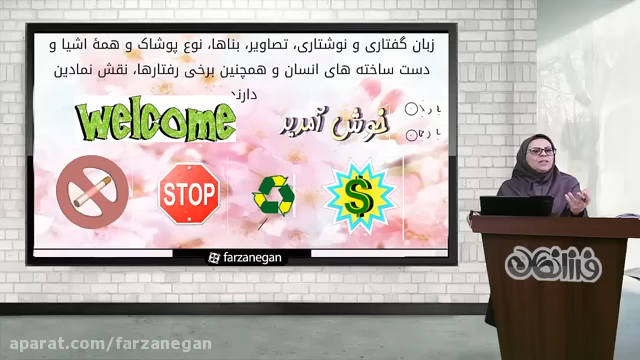 زبان گفتاری و نوشتاری، تصاویر، بناها، نوع پوشاک و همهٔ اشیا و
دست ساخته های انسان و همچنین برخی رفتارها، نقش نمادین
دارند
welcome
خوش آمدید
STOP
$
farzanegan
فرزانگان
aparat.com/farzanegan